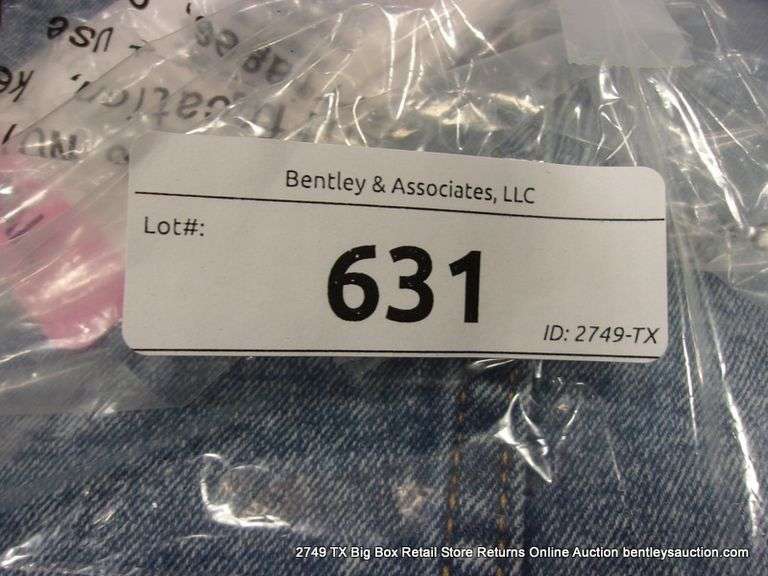 use
Bentley & Associates, LLC
Lot#:
631
ID: 2749-TX
2749 TX Big Box Retail Store Returns Online Auction bentleysauction.com